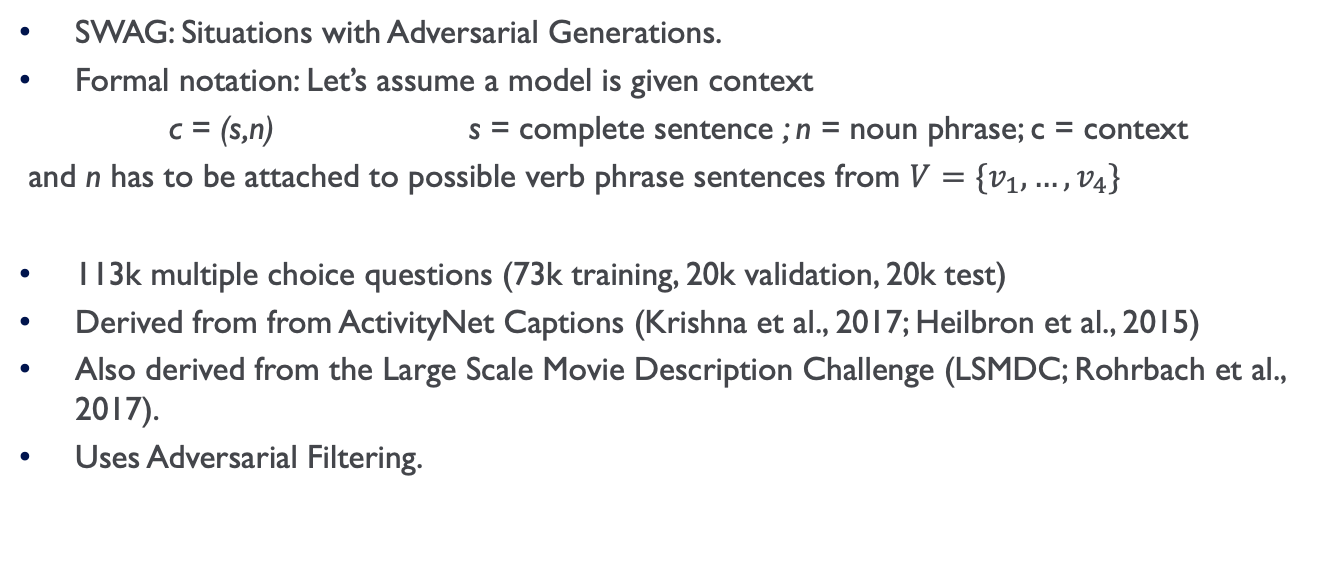 • SWAG: Situations with Adversarial Generations.
• Formal notation: Let's assume a model is given context
c = (s,n) s = complete sentence ; n = noun phrase; c = context
and n has to be attached to possible verb phrase sentences from V = {v₁, … , v₄}
• 113k multiple choice questions (73k training, 20k validation, 20k test)
• Derived from from ActivityNet Captions (Krishna et al., 2017; Heilbron et al., 2015)
• Also derived from the Large Scale Movie Description Challenge (LSMDC; Rohrbach et al.,
2017).
• Uses Adversarial Filtering.